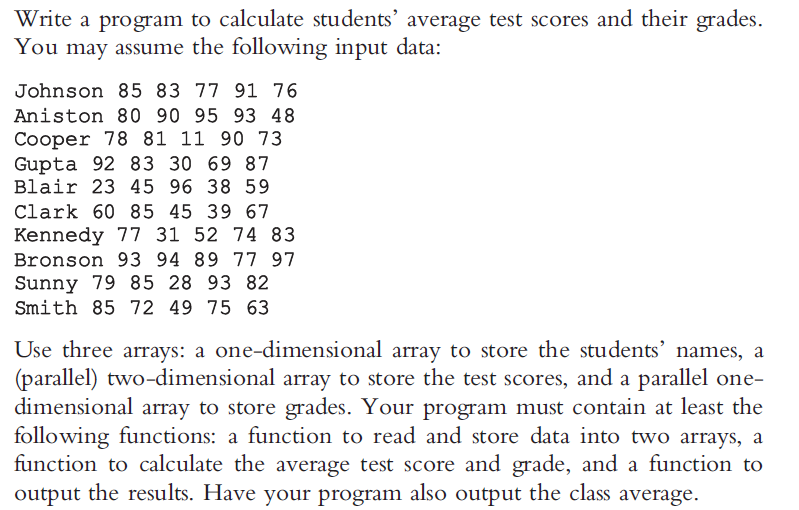 Write a program to calculate students’ average test scores and their grades.
You may assume the following input data:
Johnson 85 83 77 91 76
Aniston 80 90 95 93 48
Cooper 78 81 11 90 73
Gupta 92 83 30 69 87
Blair 23 45 96 38 59
Clark 60 85 45 39 67
Kennedy 77 31 52 74 83
Bronson 93 94 89 77 97
Sunny 79 85 28 93 82
Smith 85 72 49 75 63
Use three arrays: a one-dimensional array to store the students’ names, a
(parallel) two-dimensional array to store the test scores, and a parallel one-
dimensional array to store grades. Your program must contain at least the
following functions: a function to read and store data into two arrays, a
function to calculate the average test score and grade, and a function to
output the results. Have your program also output the class average.